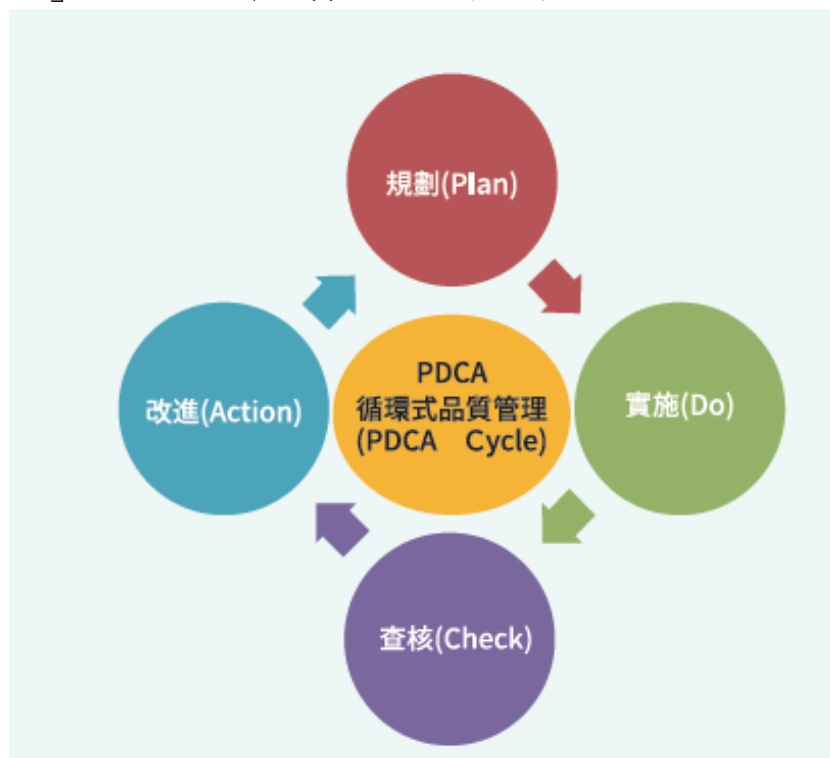 規劃(Plan)
PDCA
循環式品質管理
(PDCA Cycle)
改進(Action)
實施(Do)
查核(Check)